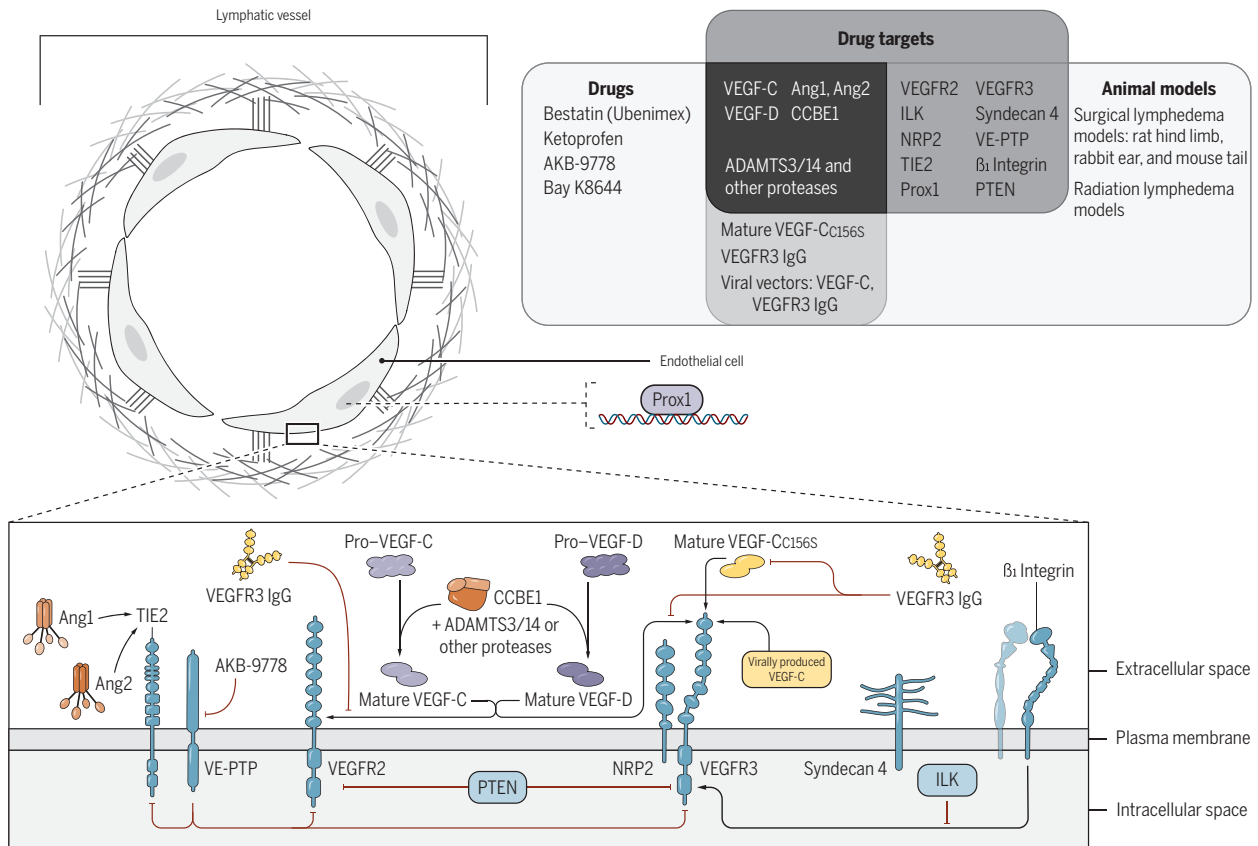 Lymphatic vessel
Drug targets
Drugs
Bestatin (Ubenimex)
Ketoprofen
AKB-9778
Bay K8644
VEGF-C Ang1, Ang2
VEGF-D CCBE1
ADAMTS3/14 and
other proteases
VEGFR2 VEGFR3
ILK Syndecan 4
NRP2 VE-PTP
TIE2 ß1 Integrin
Prox1 PTEN
Animal models
Surgical lymphedema
models: rat hind limb,
rabbit ear, and mouse tail
Radiation lymphedema
models
Mature VEGF-CC156S
VEGFR3 IgG
Viral vectors: VEGF-C,
VEGFR3 IgG
Endothelial cell
Prox1
Pro–VEGF-C
Pro–VEGF-D
Mature VEGF-CC156S
ß1 Integrin
VEGFR3 IgG
CCBE1
+ ADAMTS3/14 or
other proteases
VEGFR3 IgG
Ang1
TIE2
Ang2
AKB-9778
Mature VEGF-C
Mature VEGF-D
Virally produced
VEGF-C
Extracellular space
Plasma membrane
VE-PTP
VEGFR2
PTEN
NRP2
VEGFR3
Syndecan 4
ILK
Intracellular space